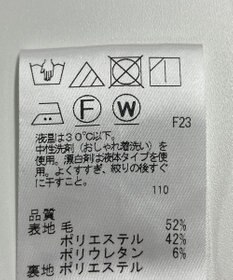 F W F23
液温は30℃以下。
中性洗剤(おしゃれ着洗い)を
使用。漂白剤は液体タイプを使
用。よくすすぎ、絞りの後すぐ
に干すこと。
110
品質
表地 毛 52%
ポリエステル 42%
ポリウレタン 6%
裏地 ポリエステル